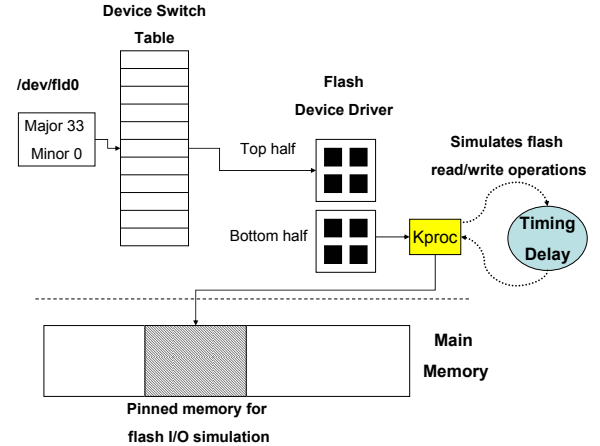 Device Switch
Table
/dev/fld0
Major 33
Minor 0
Flash
Device Driver
Top half
Bottom half
Simulates flash
read/write operations
Kproc
Timing
Delay
Main
Memory
Pinned memory for
flash I/O simulation